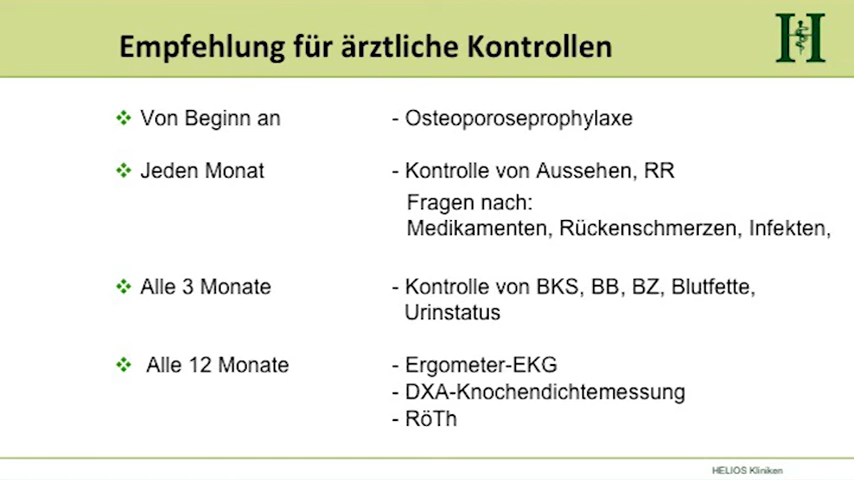 Empfehlung für ärztliche Kontrollen
H
Von Beginn an - Osteoporoseprophylaxe
Jeden Monat - Kontrolle von Aussehen, RR
Fragen nach:
Medikamenten, Rückenschmerzen, Infekten,
Alle 3 Monate - Kontrolle von BKS, BB, BZ, Blutfette,
Urinstatus
Alle 12 Monate - Ergometer-EKG
- DXA-Knochendichtemessung
- RöTh
HELIOS Kliniken